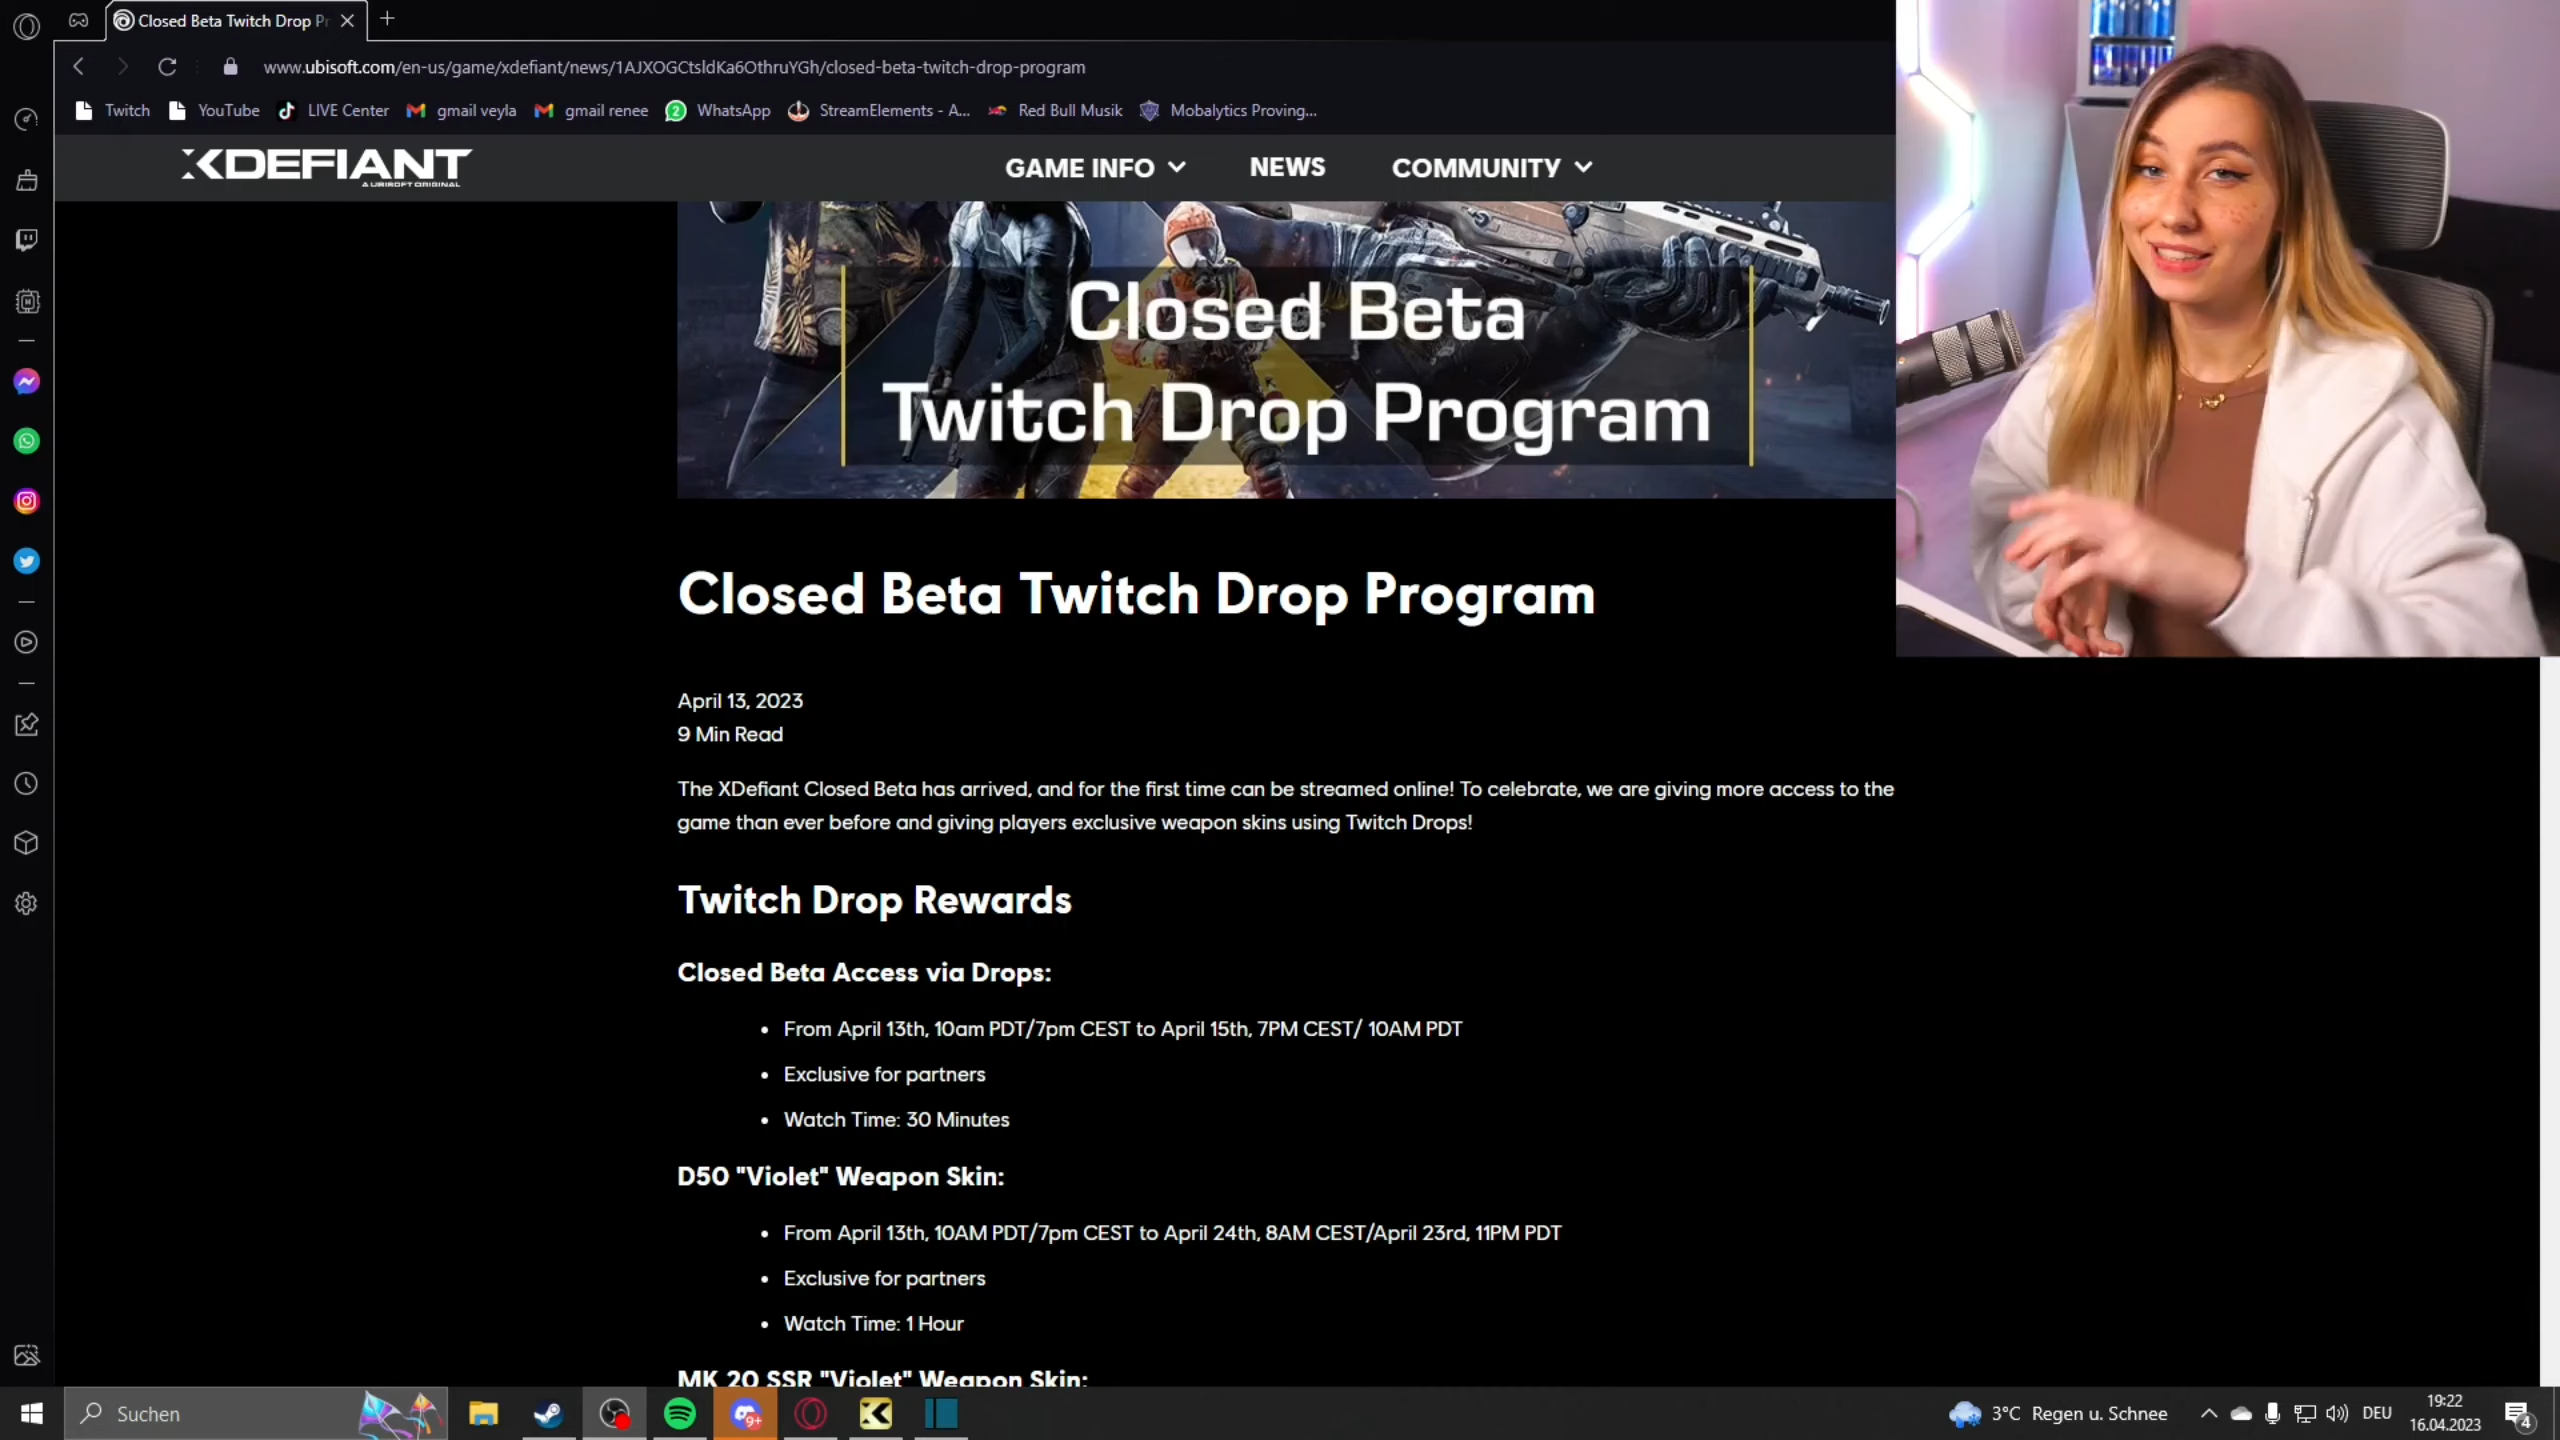 Closed Beta Twitch Drop Pr
www.ubisoft.com/en-us/game/xdefiant/news/1AJXOGCtsldKa6OthruYGh/closed-beta-twitch-drop-program
Twitch
YouTube
LIVE Center
gmail veyla
gmail renee
2
WhatsApp
StreamElements - A...
Red Bull Musik
Mobalytics Proving...
XDEFIANT
A UBISOFT ORIGINAL
GAME INFO
NEWS
COMMUNITY
Closed Beta
Twitch Drop Program
Closed Beta Twitch Drop Program
April 13, 2023
9 Min Read
The XDefiant Closed Beta has arrived, and for the first time can be streamed online! To celebrate, we are giving more access to the
game than ever before and giving players exclusive weapon skins using Twitch Drops!
Twitch Drop Rewards
Closed Beta Access via Drops:
• From April 13th, 10am PDT/7pm CEST to April 15th, 7PM CEST/ 10AM PDT
• Exclusive for partners
• Watch Time: 30 Minutes
D50 "Violet" Weapon Skin:
• From April 13th, 10AM PDT/7pm CEST to April 24th, 8AM CEST/April 23rd, 11PM PDT
• Exclusive for partners
• Watch Time: 1 Hour
MK 20 SSR "Violet" Weapon Skin:
Suchen
9+
3°C Regen u. Schnee
DEU
19:22
16.04.2023
4